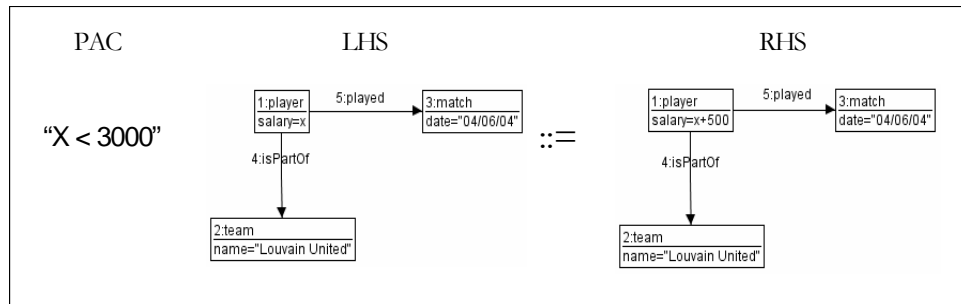 PAC
LHS
RHS
“X < 3000”
1:player
salary=x
5:played
3:match
date="04/06/04"
4:isPartOf
2:team
name="Louvain United"
::=
1:player
salary=x+500
5:played
3:match
date="04/06/04"
4:isPartOf
2:team
name="Louvain United"